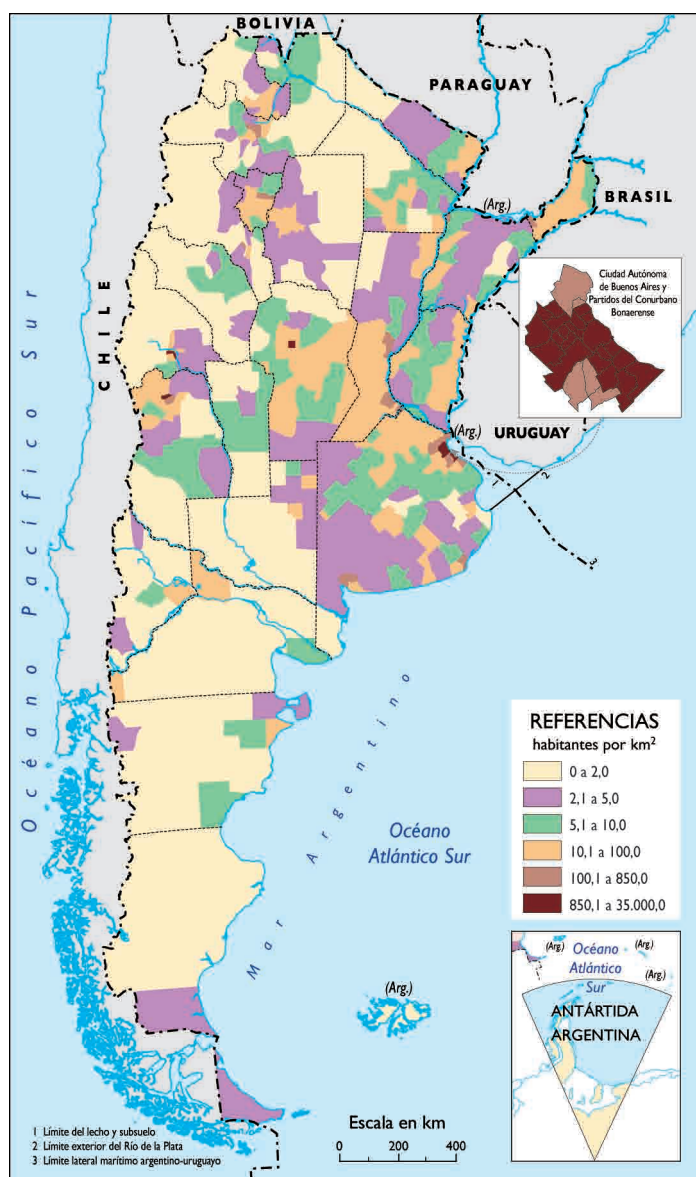 BOLIVIA
PARAGUAY
(Arg.)
BRASIL
Ciudad Autónoma
de Buenos Aires y
Partidos del Conurbano
Bonaerense
CHILE
Océano Pacífico Sur
(Arg.)
URUGUAY
1
2
3
Mar Argentino
Océano
Atlántico Sur
REFERENCIAS
habitantes por km²
0 a 2,0
2,1 a 5,0
5,1 a 10,0
10,1 a 100,0
100,1 a 850,0
850,1 a 35.000,0
(Arg.)
(Arg.)
(Arg.)
(Arg.)
Océano
Atlántico
Sur
ANTÁRTIDA
ARGENTINA
1 Límite del lecho y subsuelo
2 Límite exterior del Río de la Plata
3 Límite lateral marítimo argentino-uruguayo
Escala en km
0 200 400